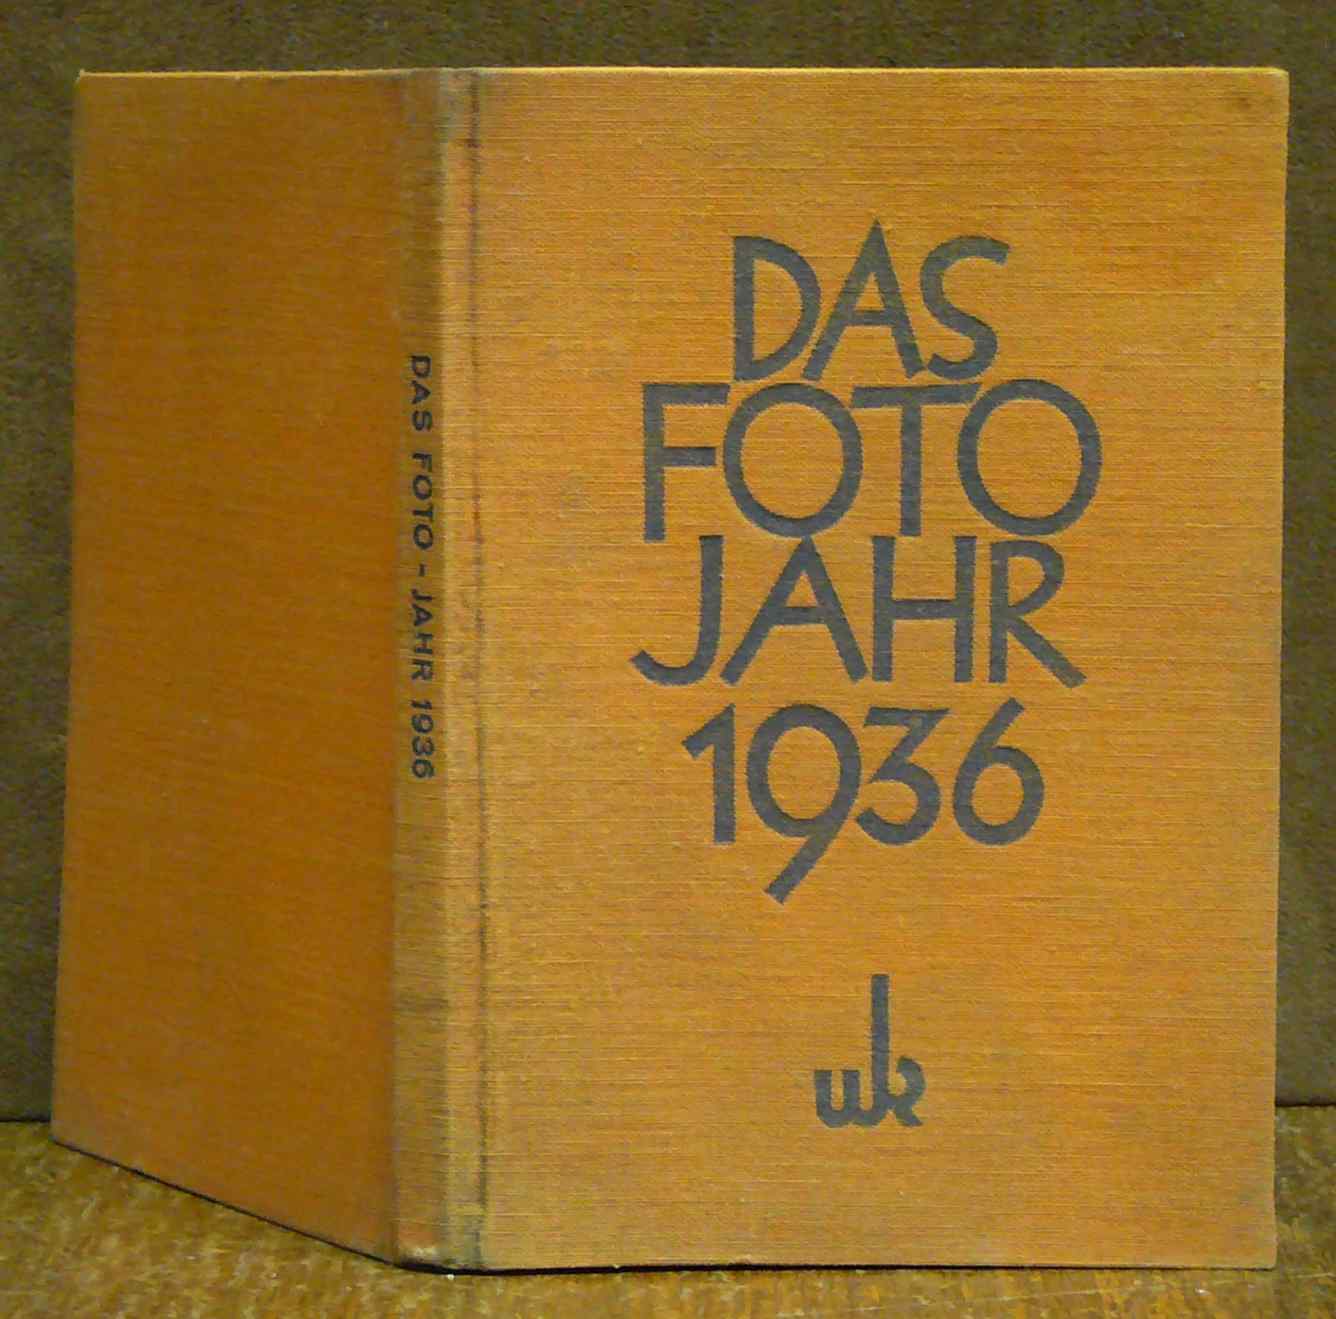 DAS FOTO - JAHR 1936
DAS
FOTO
JAHR
1936
wk